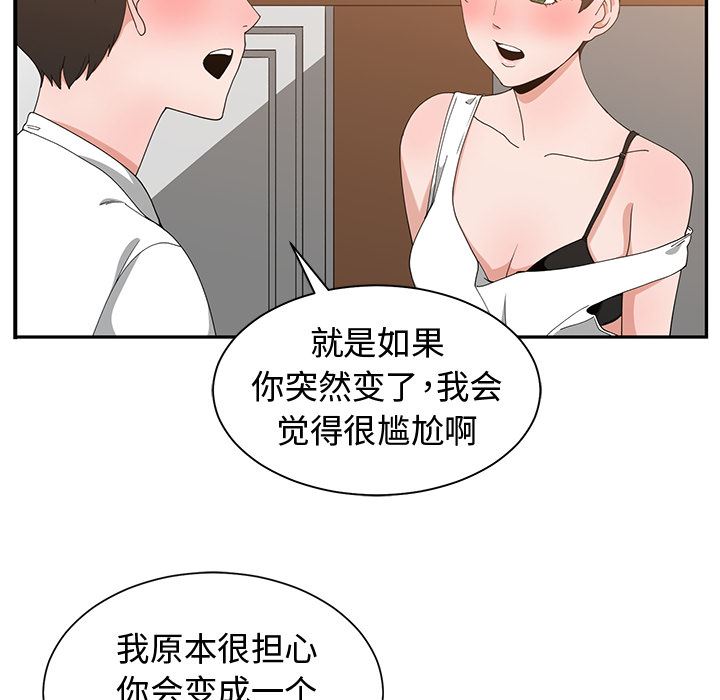 就是如果
你突然变了，我会
觉得很尴尬啊
我原本很担心
你会变成一个